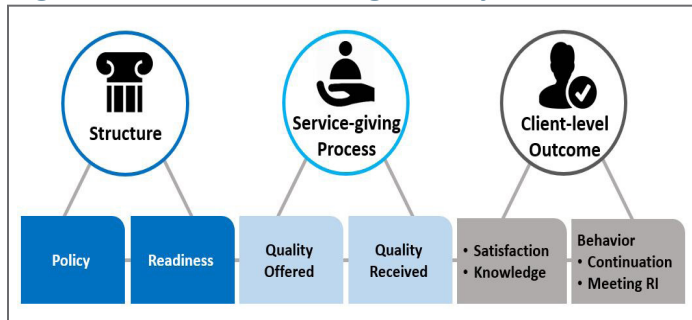 Structure
Service-giving
Process
Client-level
Outcome
Policy
Readiness
Quality
Offered
Quality
Received
• Satisfaction
• Knowledge
Behavior
• Continuation
• Meeting RI